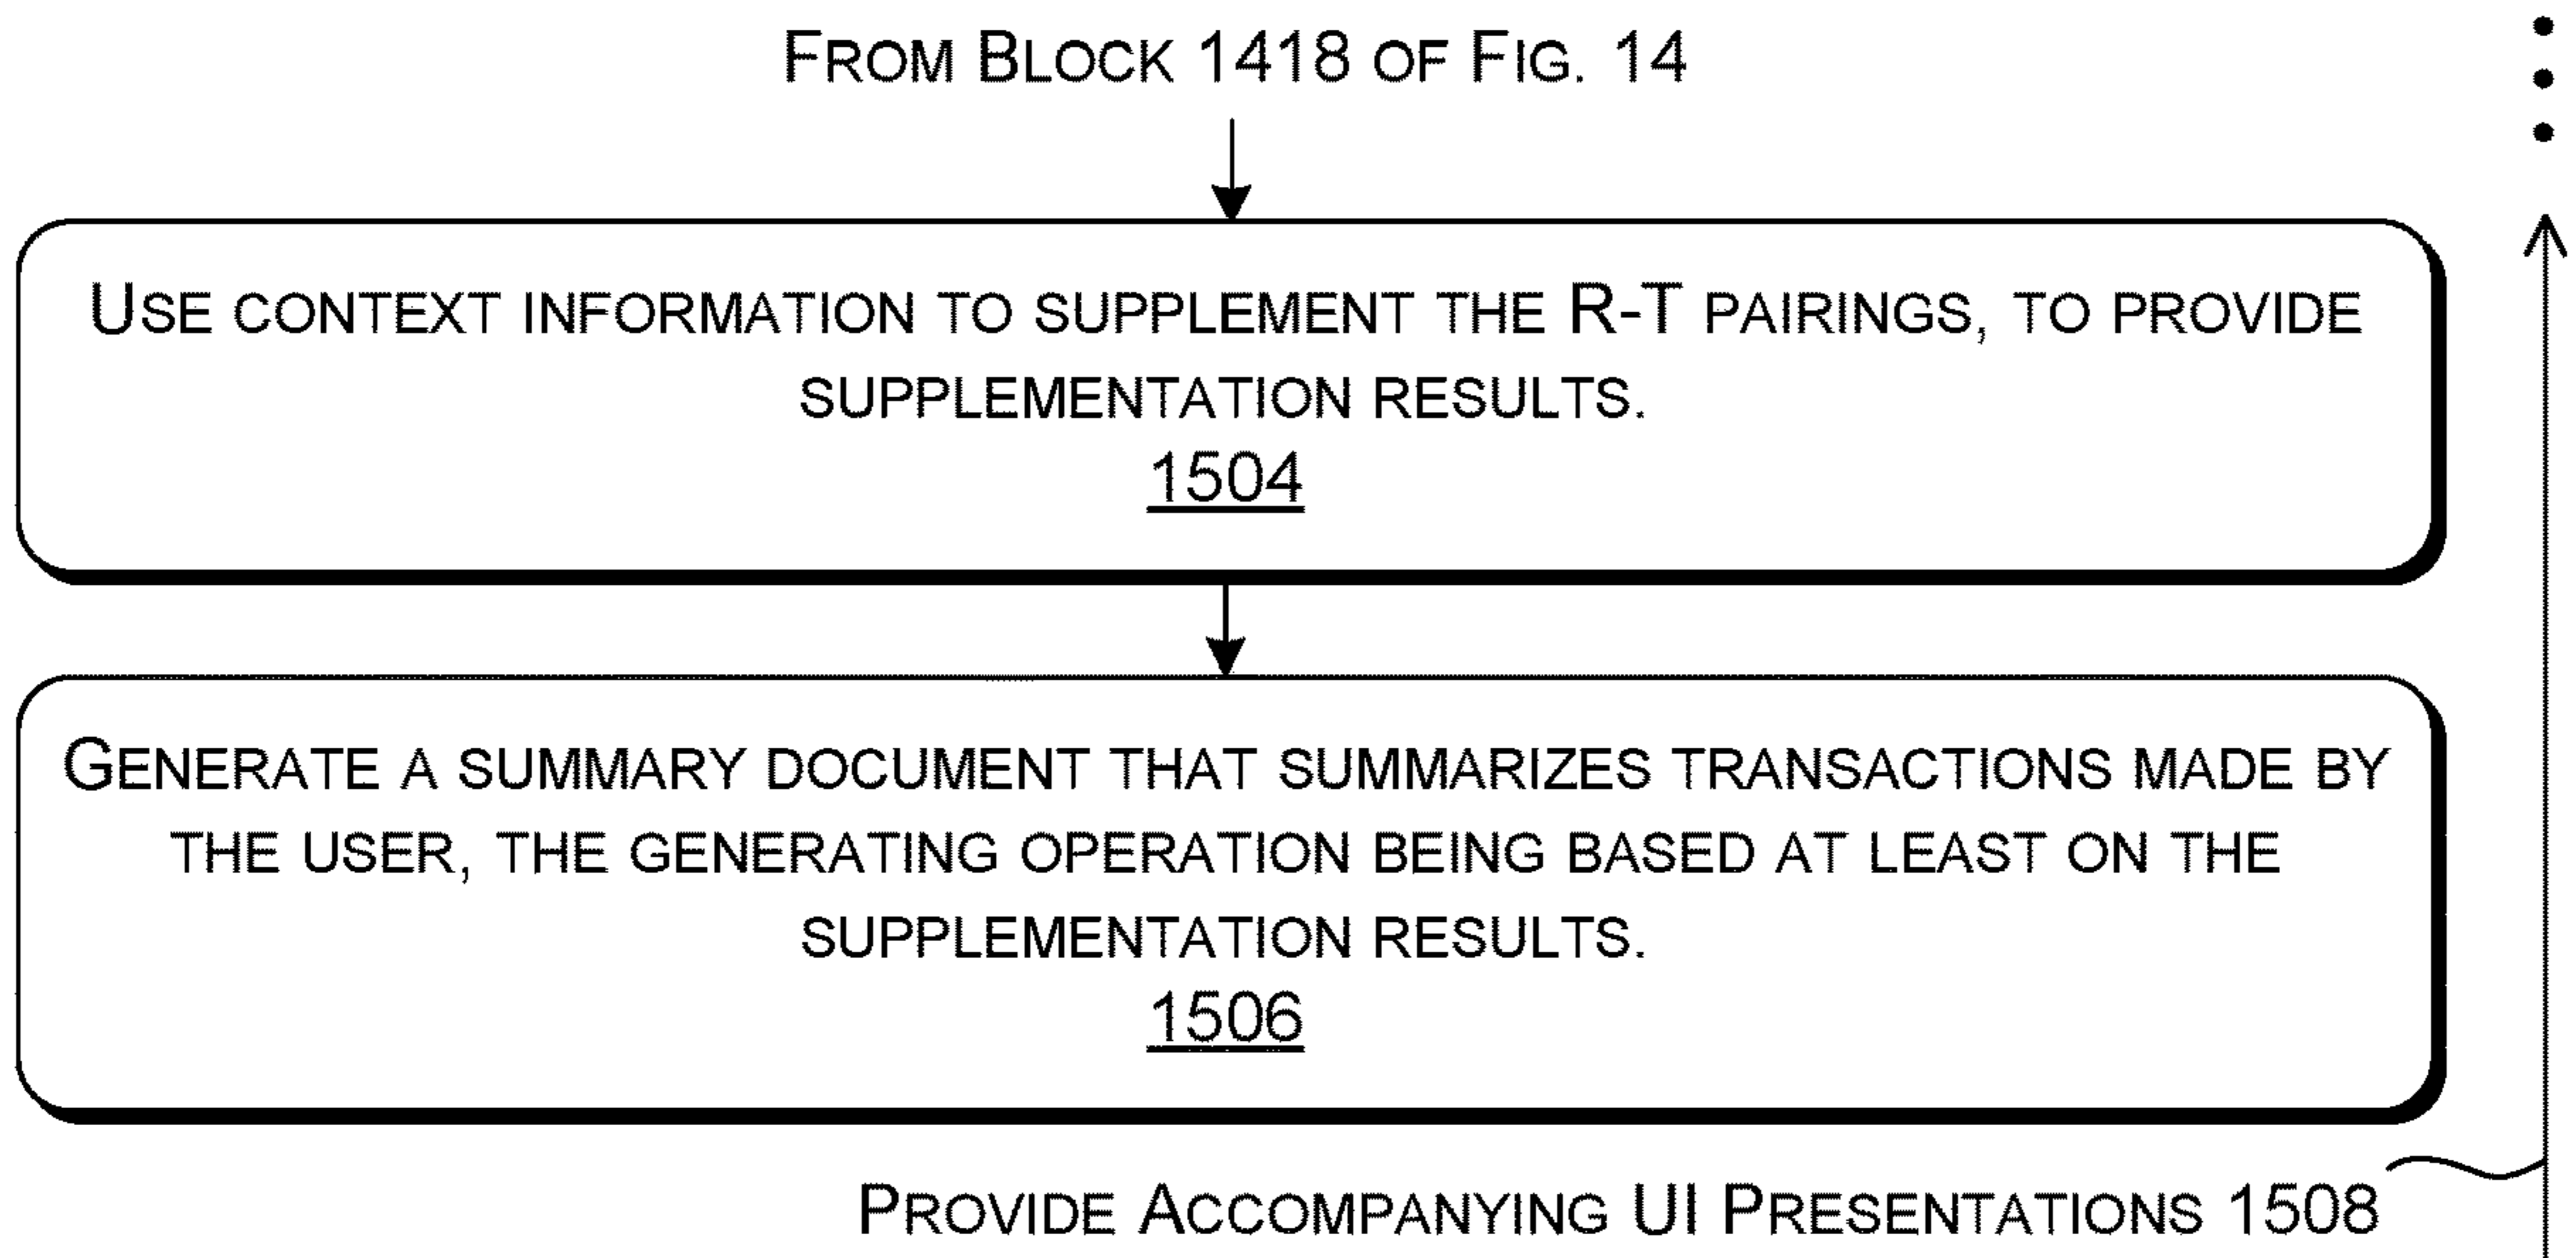 FROM BLOCK 1418 OF FIG. 14
USE CONTEXT INFORMATION TO SUPPLEMENT THE R-T PAIRINGS, TO PROVIDE
SUPPLEMENTATION RESULTS.
1504
GENERATE A SUMMARY DOCUMENT THAT SUMMARIZES TRANSACTIONS MADE BY
THE USER, THE GENERATING OPERATION BEING BASED AT LEAST ON THE
SUPPLEMENTATION RESULTS.
1506
PROVIDE ACCOMPANYING UI PRESENTATIONS 1508